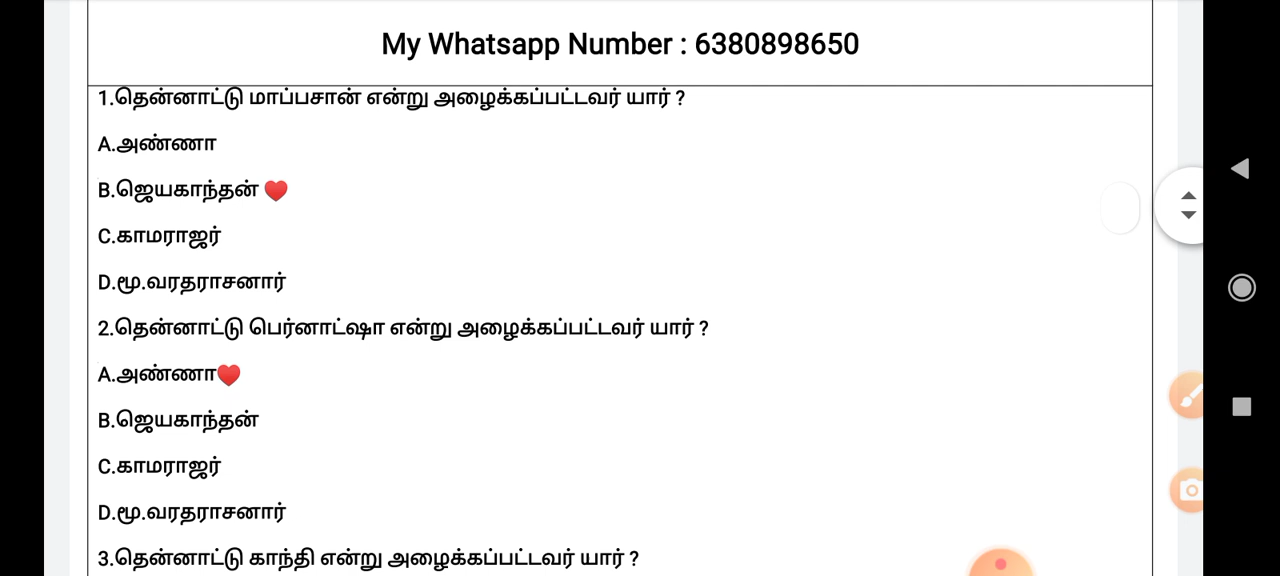 My Whatsapp Number : 6380898650
1.தென்னாட்டு மாப்பசான் என்று அழைக்கப்பட்டவர் யார் ?
A.அண்ணா
B.ஜெயகாந்தன் ❤️
C.காமராஜர்
D.மூ.வரதராசனார்
2.தென்னாட்டு பெர்னாட்ஷா என்று அழைக்கப்பட்டவர் யார் ?
A.அண்ணா❤️
B.ஜெயகாந்தன்
C.காமராஜர்
D.மூ.வரதராசனார்
3.தென்னாட்டு காந்தி என்று அழைக்கப்பட்டவர் யார் ?